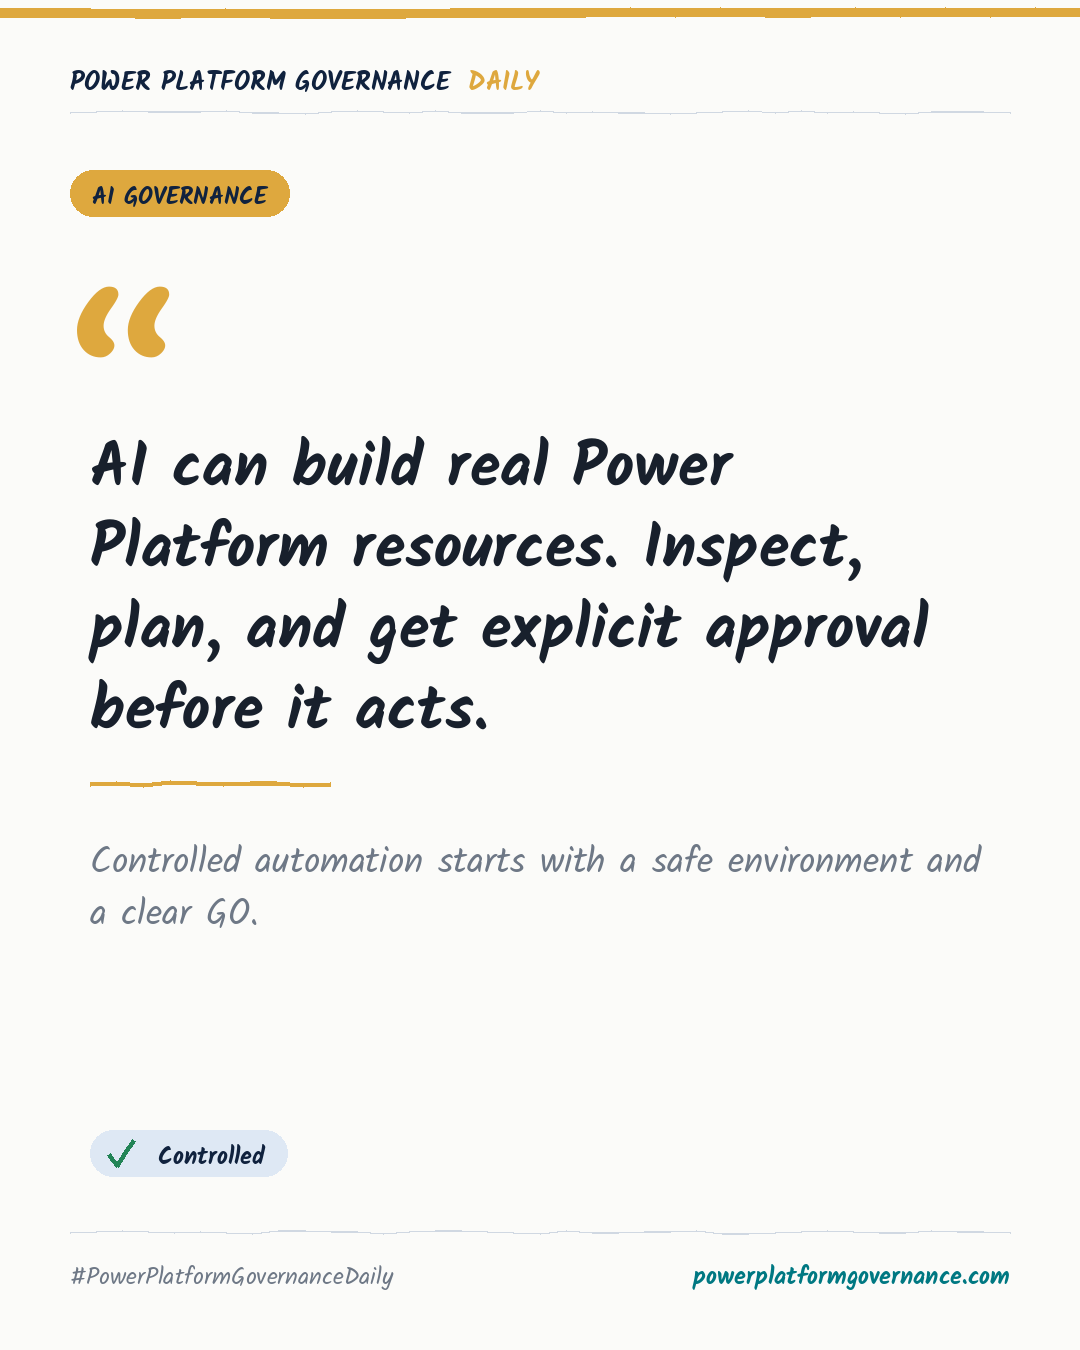 POWER PLATFORM GOVERNANCE DAILY
AI GOVERNANCE
“
AI can build real Power
Platform resources. Inspect,
plan, and get explicit approval
before it acts.
Controlled automation starts with a safe environment and
a clear GO.
✓ Controlled
#PowerPlatformGovernanceDaily
powerplatformgovernance.com